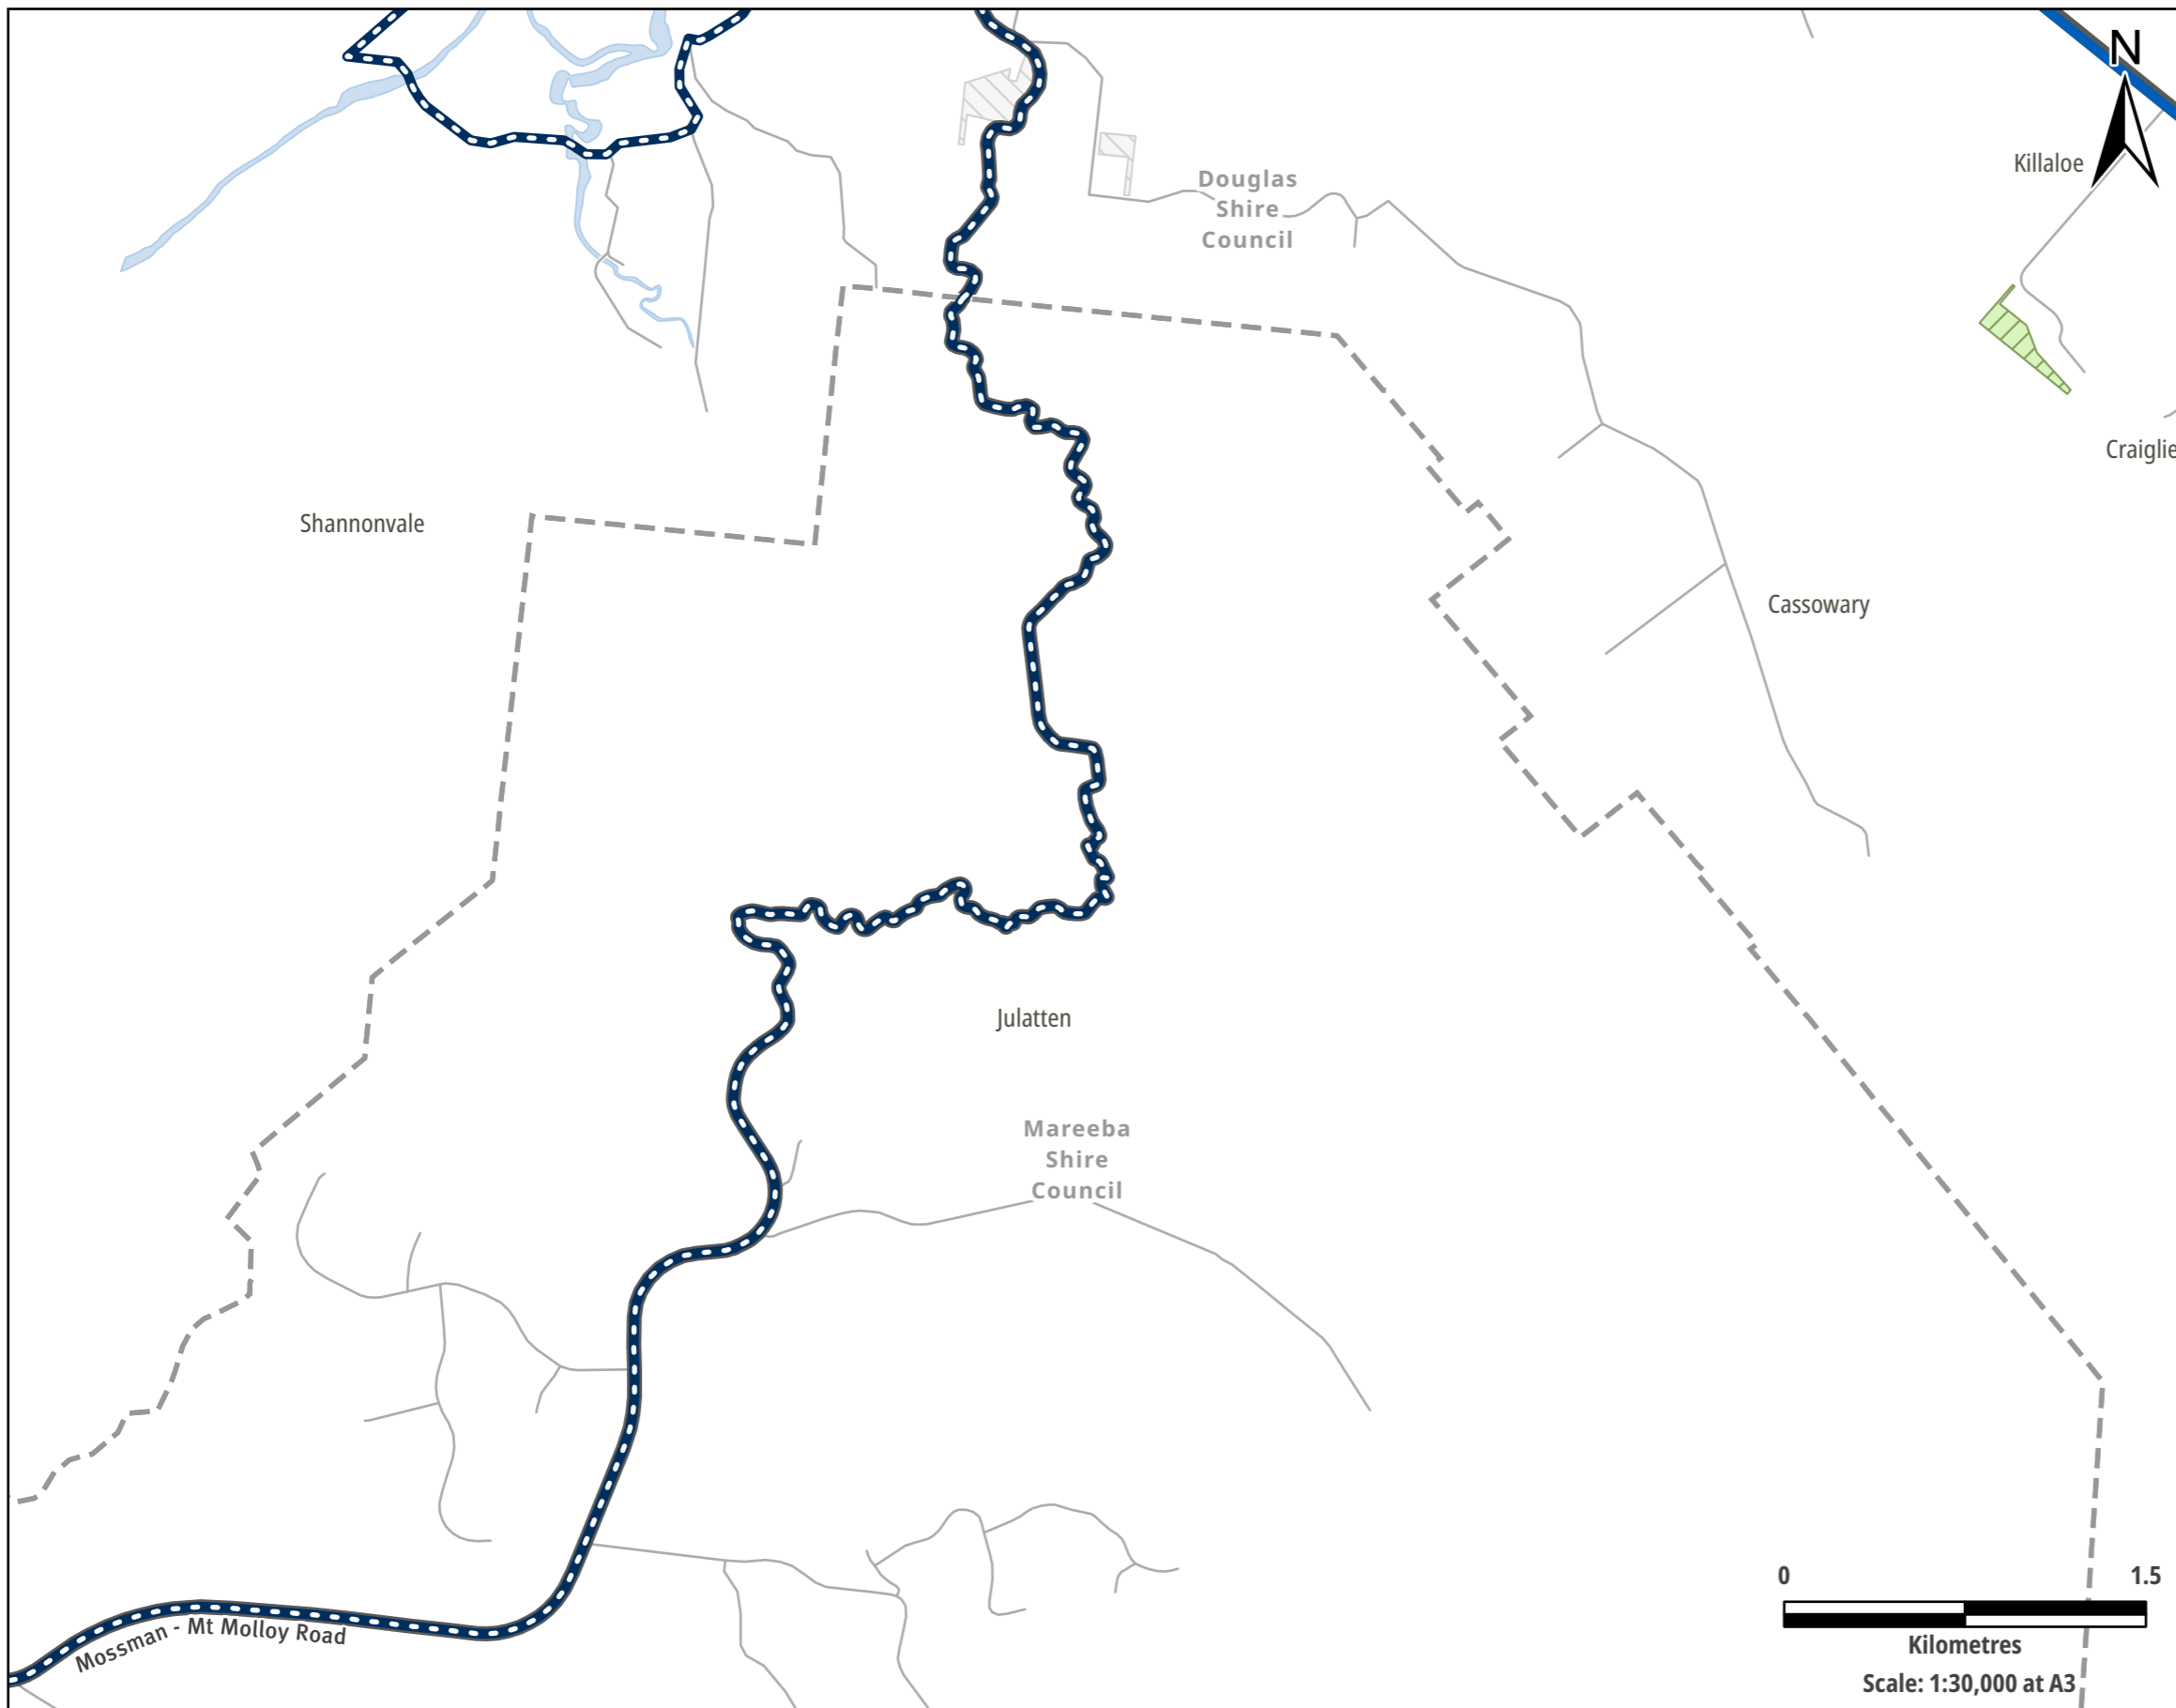 N
Killaloe
Douglas
Shire
Council
Craiglie
Shannonvale
Cassowary
Julatten
Mareeba
Shire
Council
0 1.5
Kilometres
Scale: 1:30,000 at A3
Mossman - Mt Molloy Road